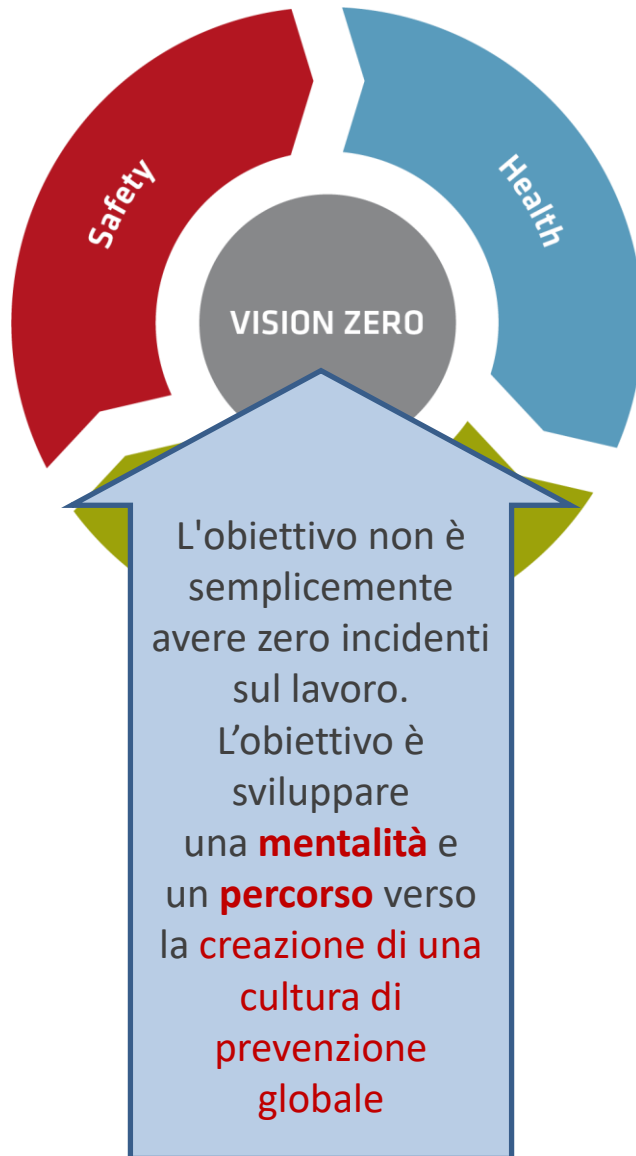 Safety
Health
VISION ZERO
L'obiettivo non è
semplicemente
avere zero incidenti
sul lavoro.
L’obiettivo è
sviluppare
una mentalità e
un percorso verso
la creazione di una
cultura di
prevenzione
globale